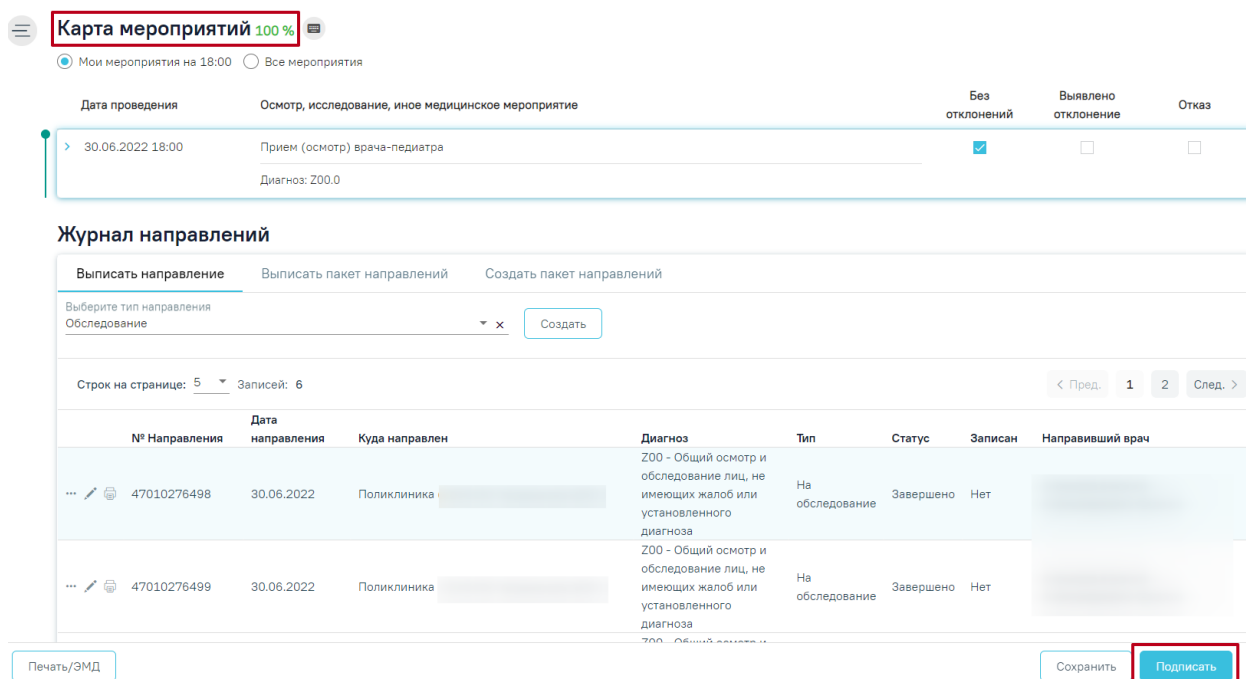 Карта мероприятий 100 %
Мои мероприятия на 18:00 Все мероприятия
Дата проведения Осмотр, исследование, иное медицинское мероприятие Без отклонений Выявлено отклонение Отказ
30.06.2022 18:00 Прием (осмотр) врача-педиатра
Диагноз: Z00.0
Журнал направлений
Выписать направление Выписать пакет направлений Создать пакет направлений
Выберите тип направления
Обследование
Создать
Строк на странице: 5 Записей: 6 Пред. 1 2 След.
№ Направления Дата направления Куда направлен Диагноз Тип Статус Записан Направивший врач
47010276498 30.06.2022 Поликлиника Z00 - Общий осмотр и обследование лиц, не имеющих жалоб или установленного диагноза На обследование Завершено Нет
47010276499 30.06.2022 Поликлиника Z00 - Общий осмотр и обследование лиц, не имеющих жалоб или установленного диагноза На обследование Завершено Нет
Печать/ЭМД Сохранить Подписать